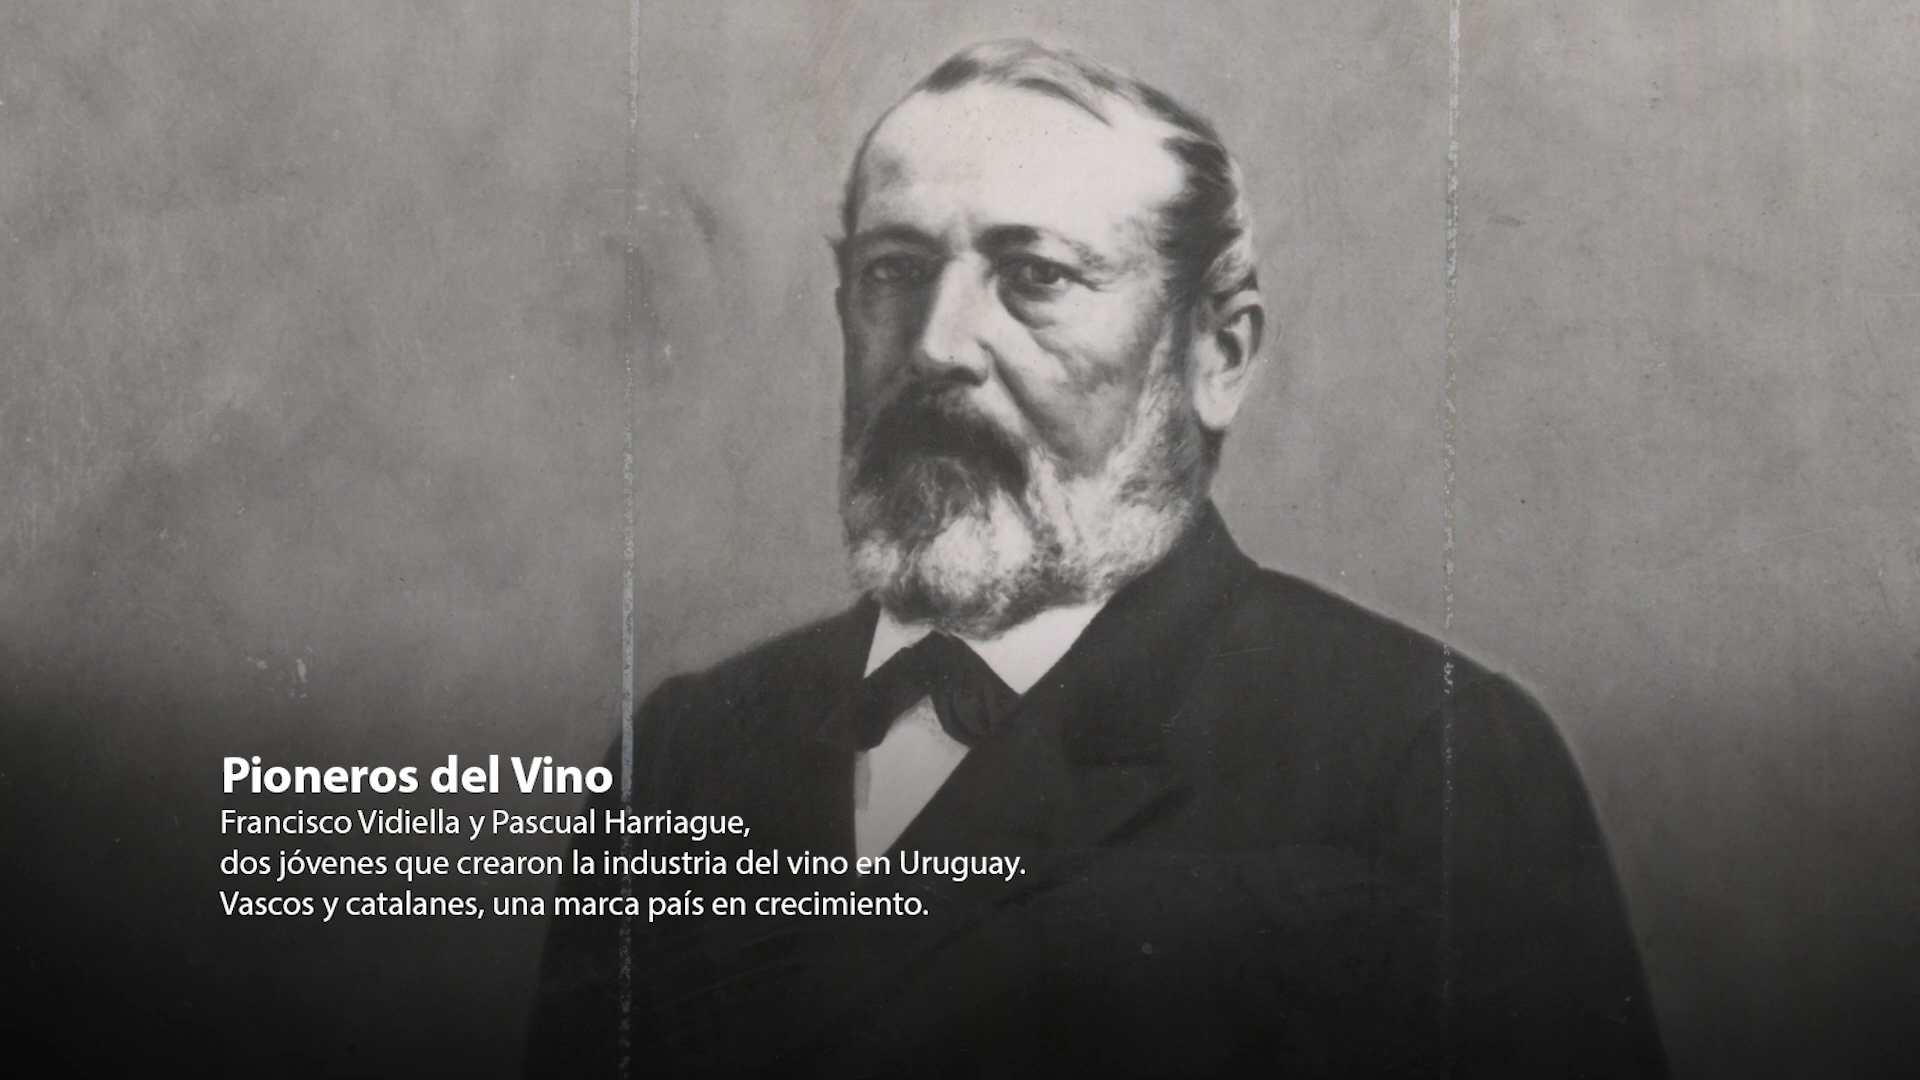 Pioneros del Vino
Francisco Vidiella y Pascual Harriague,
dos jóvenes que crearon la industria del vino en Uruguay.
Vascos y catalanes, una marca país en crecimiento.